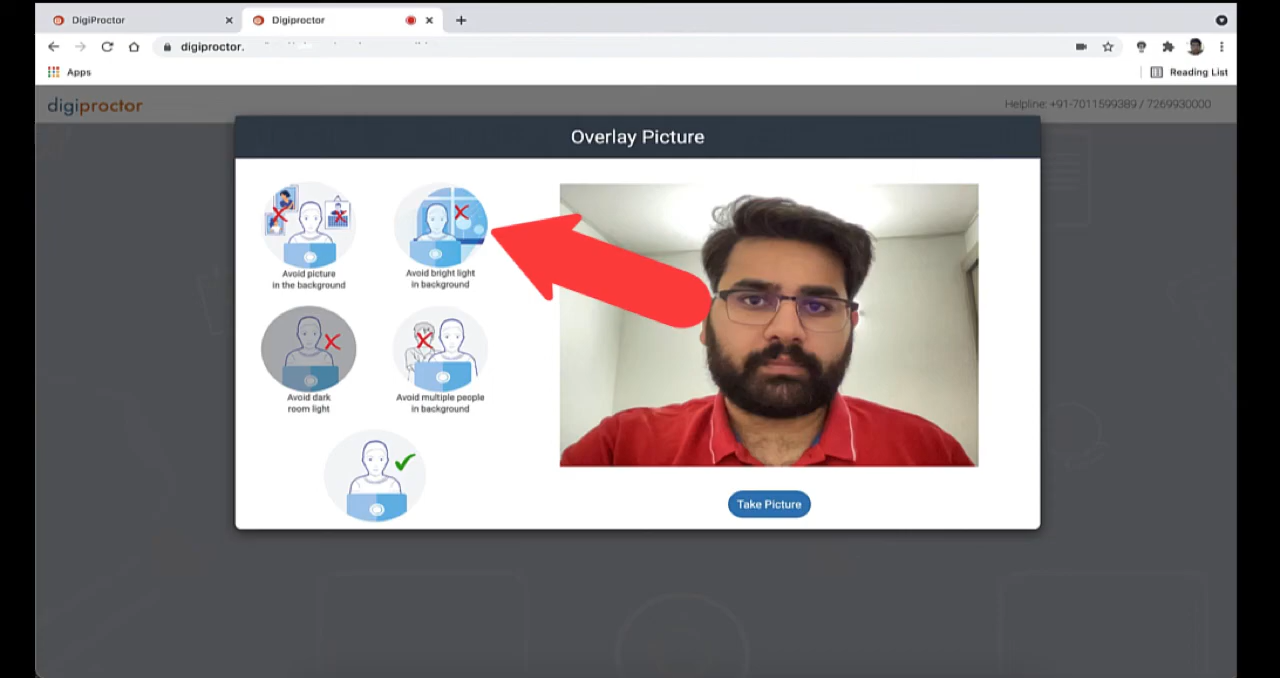 DigiProctor
Digiproctor
digiproctor.
Apps
Reading List
digiproctor
Helpline: +91-7011599389 / 7269930000
Overlay Picture
Avoid picture
in the background
Avoid bright light
in background
Avoid dark
room light
Avoid multiple people
in background
Take Picture